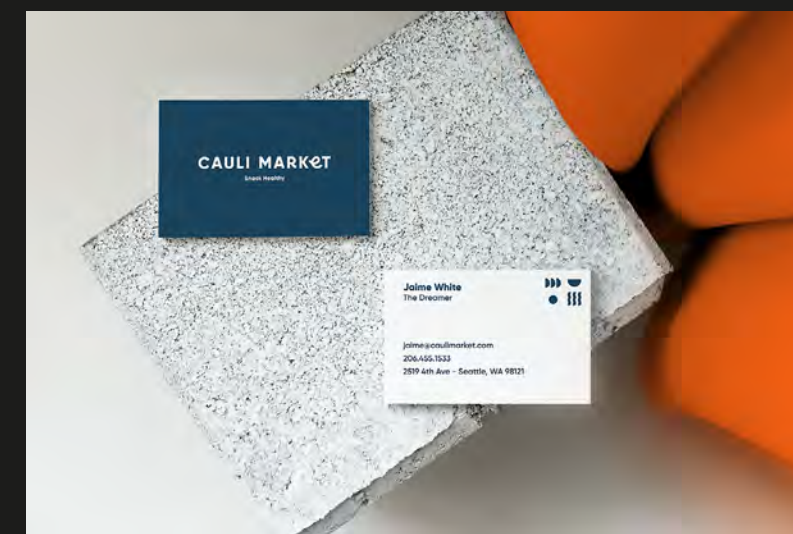 CAULI MARKET
Snack Healthy
Jaime White
The Dreamer
jaime@caulimarket.com
206.455.1533
2519 4th Ave - Seattle, WA 98121